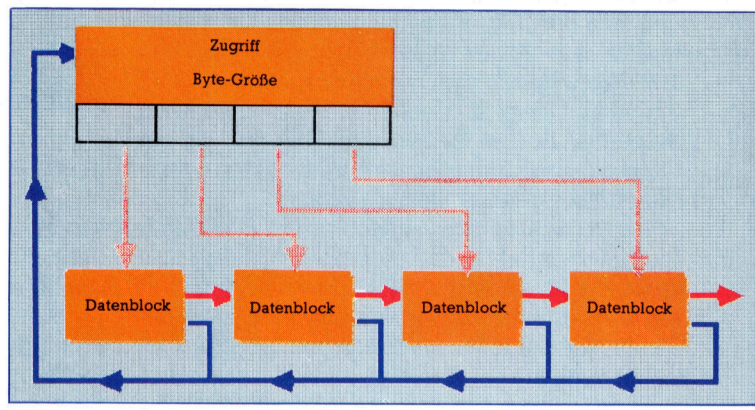 Zugriff
Byte-Größe
Datenblock
Datenblock
Datenblock
Datenblock